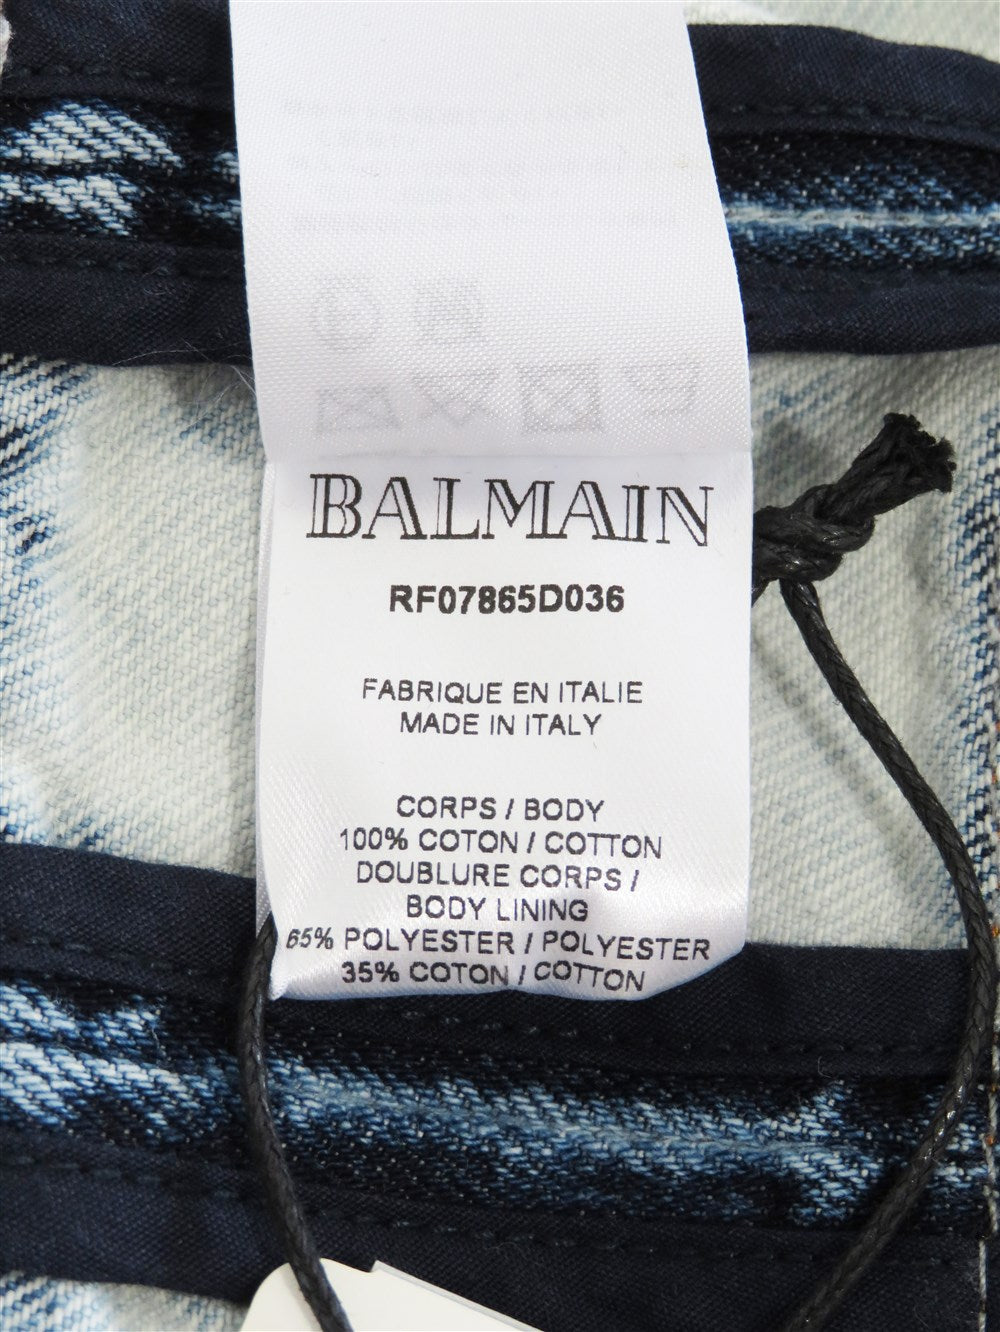 BALMAIN
RF07865D036
FABRIQUE EN ITALIE
MADE IN ITALY
CORPS / BODY
100% COTON / COTTON
DOUBLURE CORPS /
BODY LINING
65% POLYESTER / POLYESTER
35% COTON / COTTON